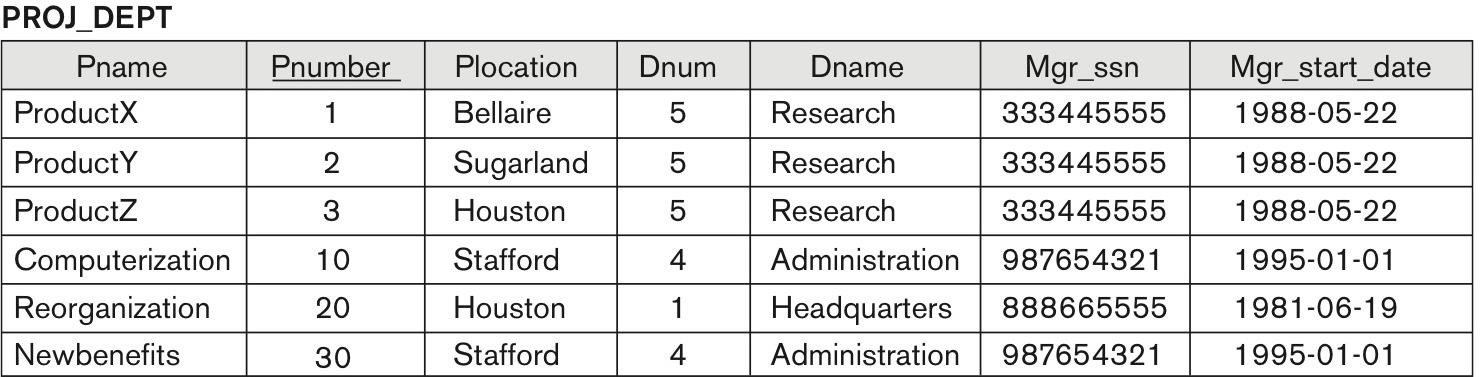 PROJ_DEPT
Pname Pnumber Plocation Dnum Dname Mgr_ssn Mgr_start_date
ProductX 1 Bellaire 5 Research 333445555 1988-05-22
ProductY 2 Sugarland 5 Research 333445555 1988-05-22
ProductZ 3 Houston 5 Research 333445555 1988-05-22
Computerization 10 Stafford 4 Administration 987654321 1995-01-01
Reorganization 20 Houston 1 Headquarters 888665555 1981-06-19
Newbenefits 30 Stafford 4 Administration 987654321 1995-01-01